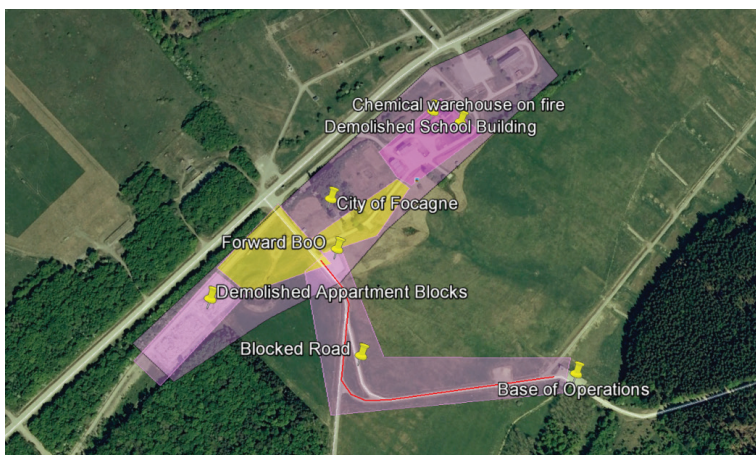 Chemical warehouse on fire
Demolished School Building
City of Focagne
Forward BoO
Demolished Appartment Blocks
Blocked Road
Base of Operations